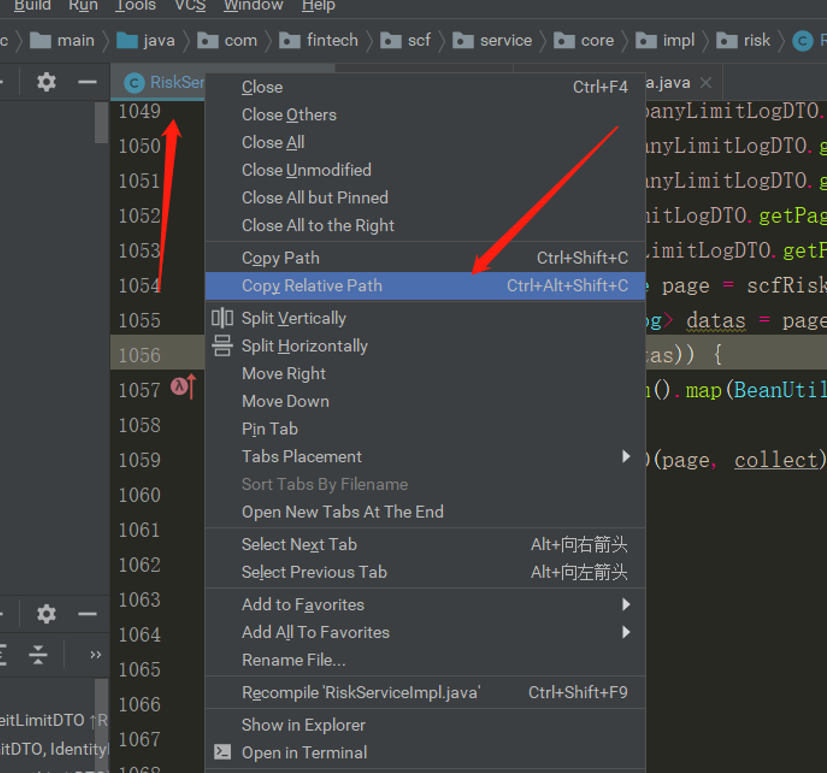 Build Run Tools VCS Window Help
c main java com fintech scf service core impl risk
RiskSer
a.java
Close Ctrl+F4
Close Others
Close All
Close Unmodified
Close All but Pinned
Close All to the Right
Copy Path Ctrl+Shift+C
Copy Relative Path Ctrl+Alt+Shift+C
Split Vertically
Split Horizontally
Move Right
Move Down
Pin Tab
Tabs Placement
Sort Tabs By Filename
Open New Tabs At The End
Select Next Tab Alt+向右箭头
Select Previous Tab Alt+向左箭头
Add to Favorites
Add All To Favorites
Rename File...
Recompile 'RiskServiceImpl.java' Ctrl+Shift+F9
Show in Explorer
Open in Terminal
1049 anyLimitLogDTO.
1050 anyLimitLogDTO.g
1051 anyLimitLogDTO.g
1052 itLogDTO.getPag
1053 LimitLogDTO.getP
1054 page = scfRisk
1055 og> datas = page
1056 tas)) {
1057 ().map(BeanUtil
1058
1059 (page, collect)
1060
1061
1062
1063
1064
1065
1066
1067
1068
eitLimitDTO ↑R
mitDTO, Identity